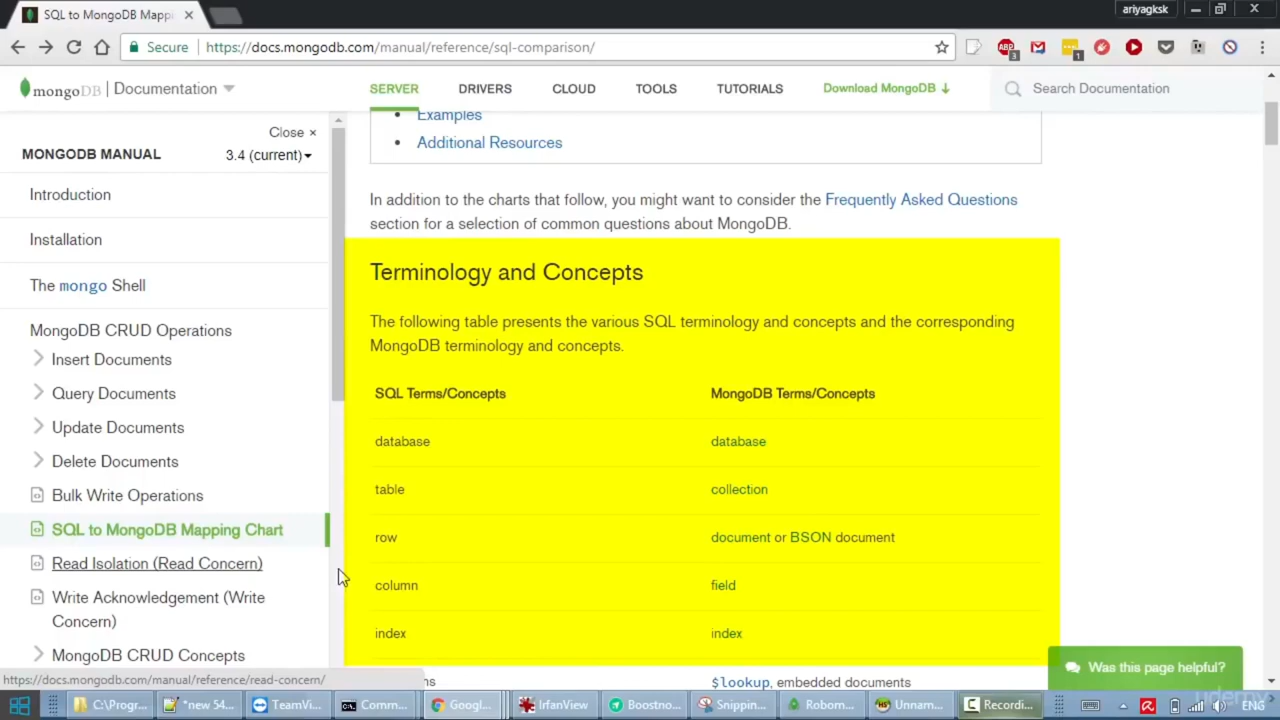 SQL to MongoDB Mappi
ariyagksk
Secure
https://docs.mongodb.com/manual/reference/sql-comparison/
3
1
mongoDB | Documentation
SERVER
DRIVERS
CLOUD
TOOLS
TUTORIALS
Download MongoDB
Search Documentation
Close ×
MONGODB MANUAL
3.4 (current)
Introduction
Installation
The mongo Shell
MongoDB CRUD Operations
Insert Documents
Query Documents
Update Documents
Delete Documents
Bulk Write Operations
SQL to MongoDB Mapping Chart
Read Isolation (Read Concern)
Write Acknowledgement (Write
Concern)
MongoDB CRUD Concepts
https://docs.mongodb.com/manual/reference/read-concern/
Examples
Additional Resources
In addition to the charts that follow, you might want to consider the Frequently Asked Questions
section for a selection of common questions about MongoDB.
Terminology and Concepts
The following table presents the various SQL terminology and concepts and the corresponding
MongoDB terminology and concepts.
SQL Terms/Concepts
MongoDB Terms/Concepts
database
database
table
collection
row
document or BSON document
column
field
index
index
$lookup, embedded documents
Was this page helpful?
C:\Progr...
*new 54...
TeamVi...
Comm...
Googl...
IrfanView
Boostno...
Snippin...
Robom...
Unnam...
Recordi...
ENG
udemy